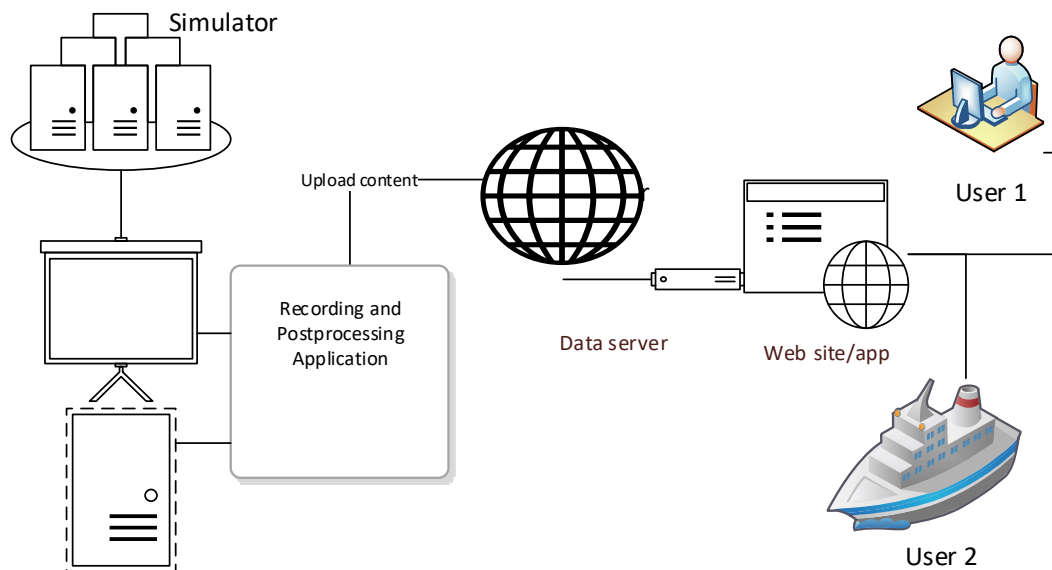 Simulator
Upload content
User 1
Recording and
Postprocessing
Application
Data server
Web site/app
User 2